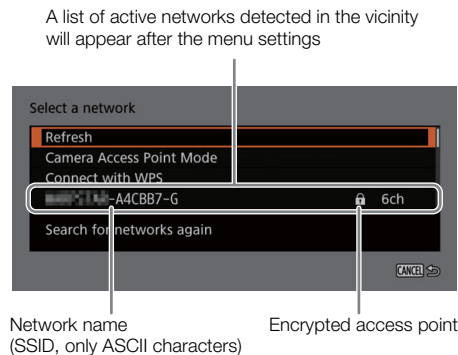 A list of active networks detected in the vicinity
will appear after the menu settings
Select a network
Refresh
Camera Access Point Mode
Connect with WPS
-A4CBB7-G 6ch
Search for networks again
CANCEL
Network name
(SSID, only ASCII characters)
Encrypted access point